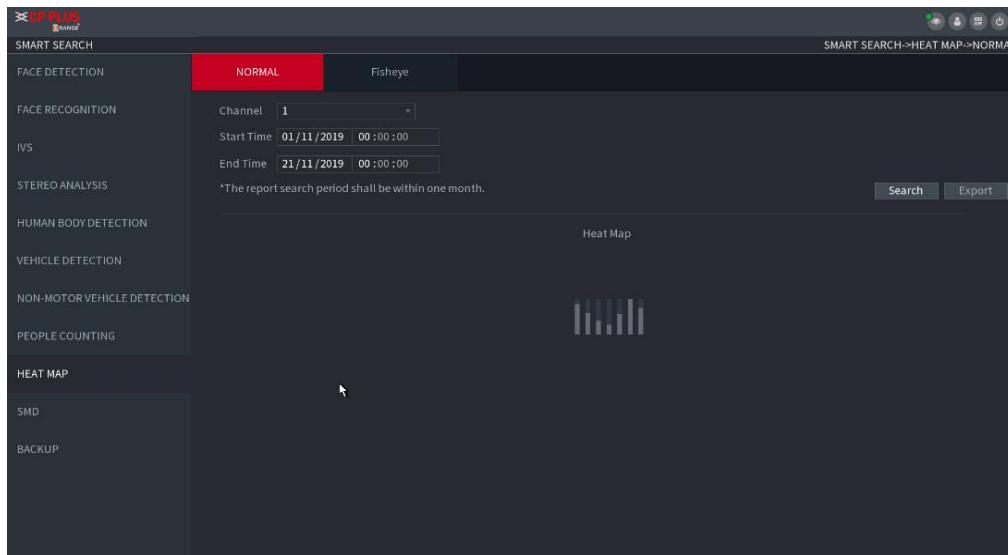 CP PLUS
ORANGE
SMART SEARCH
SMART SEARCH->HEAT MAP->NORMA
FACE DETECTION
FACE RECOGNITION
IVS
STEREO ANALYSIS
HUMAN BODY DETECTION
VEHICLE DETECTION
NON-MOTOR VEHICLE DETECTION
PEOPLE COUNTING
HEAT MAP
SMD
BACKUP
NORMAL
Fisheye
Channel 1
Start Time 01/11/2019 00:00:00
End Time 21/11/2019 00:00:00
*The report search period shall be within one month.
Search
Export
Heat Map